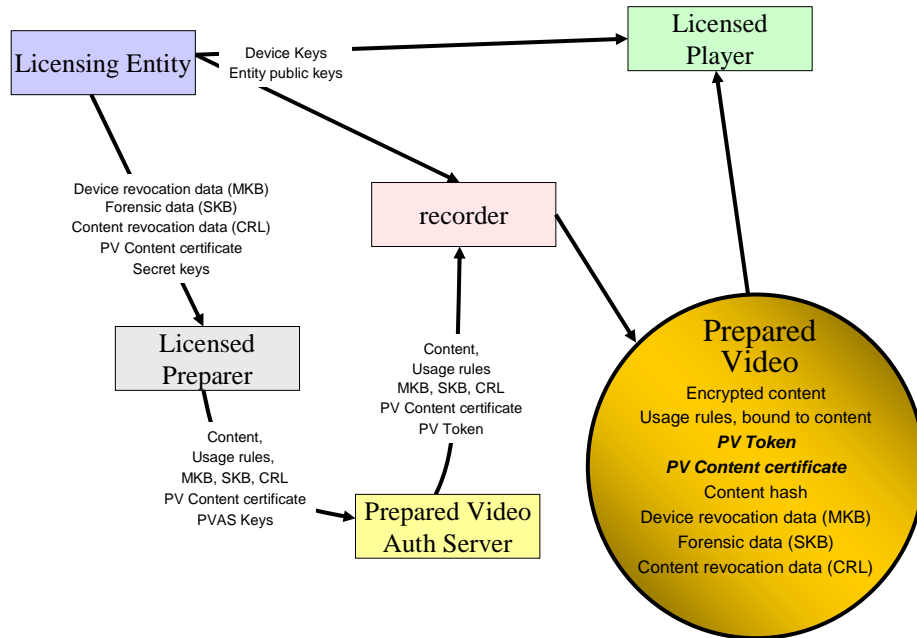 Licensing Entity
Device Keys
Entity public keys
Licensed
Player
Device revocation data (MKB)
Forensic data (SKB)
Content revocation data (CRL)
PV Content certificate
Secret keys
recorder
Licensed
Preparer
Content,
Usage rules
MKB, SKB, CRL
PV Content certificate
PV Token
Content,
Usage rules,
MKB, SKB, CRL
PV Content certificate
PVAS Keys
Prepared Video
Auth Server
Prepared
Video
Encrypted content
Usage rules, bound to content
PV Token
PV Content certificate
Content hash
Device revocation data (MKB)
Forensic data (SKB)
Content revocation data (CRL)